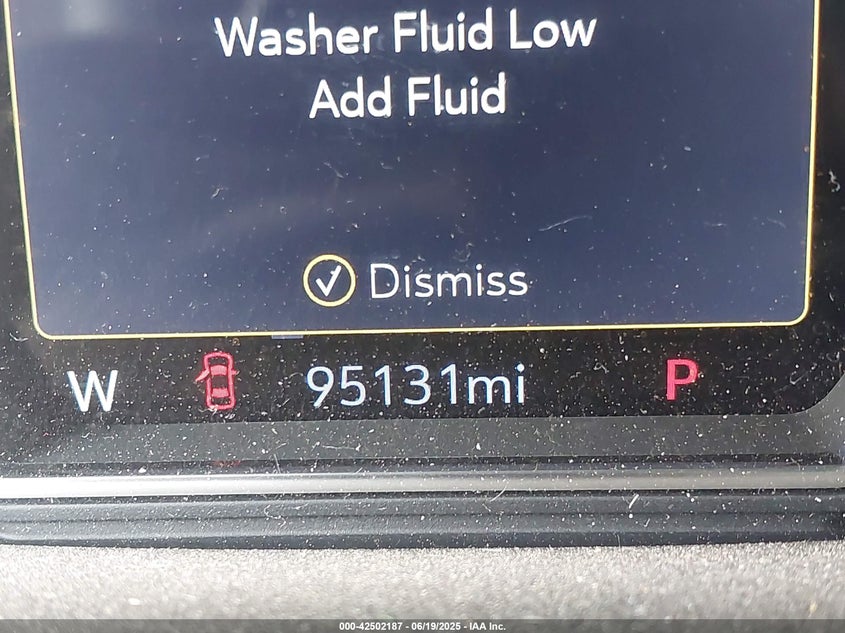 Washer Fluid Low
Add Fluid
Dismiss
W 95131mi P
000-42502187 - 06/19/2025 - IAA Inc.